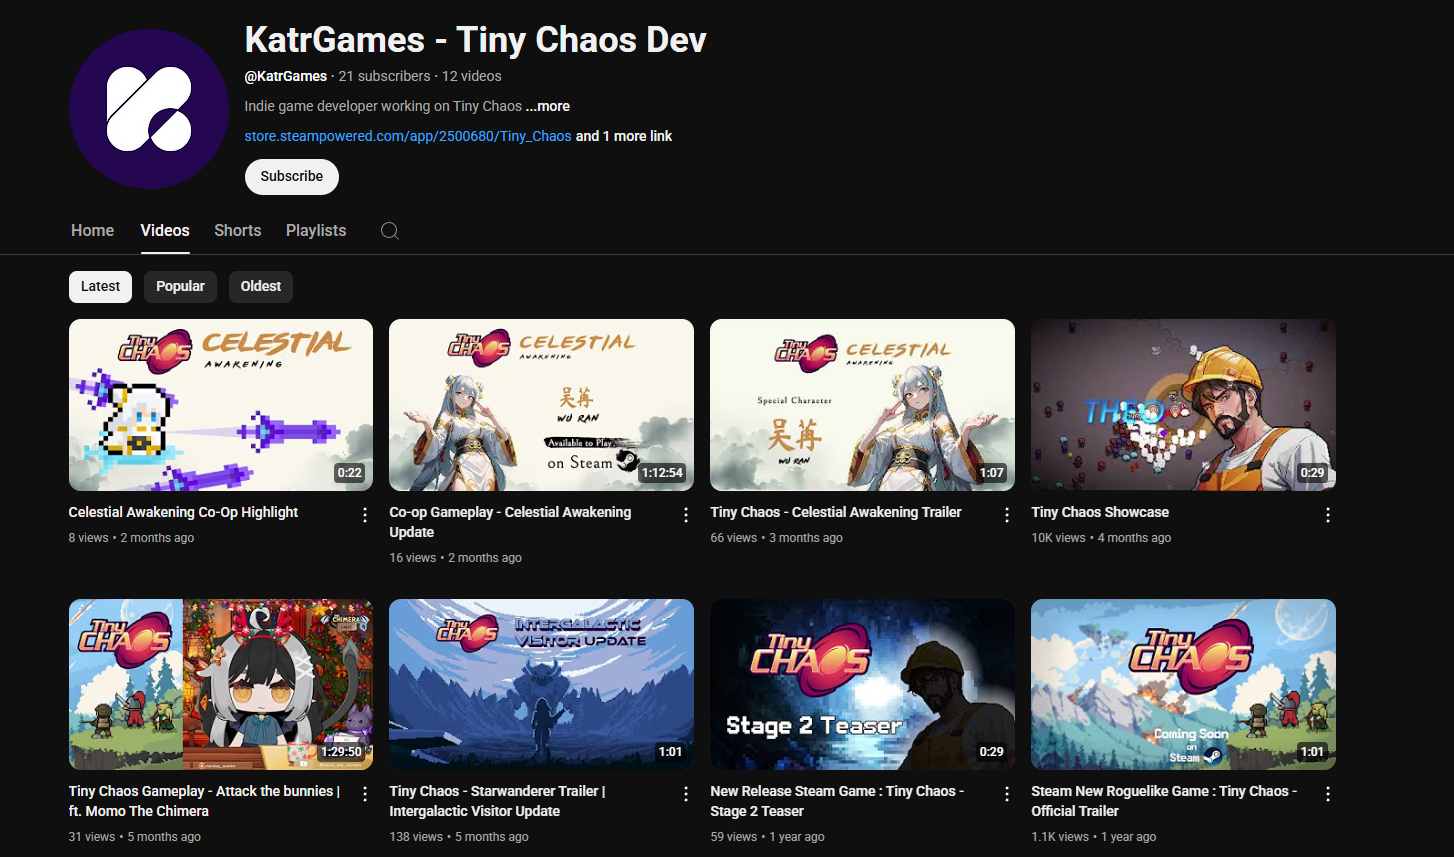 KatrGames - Tiny Chaos Dev
@KatrGames · 21 subscribers · 12 videos
Indie game developer working on Tiny Chaos ...more
store.steampowered.com/app/2500680/Tiny_Chaos and 1 more link
Subscribe
Home Videos Shorts Playlists
Latest Popular Oldest
Tiny CHAOS CELESTIAL
AWAKENING
0:22
Tiny CHAOS CELESTIAL
AWAKENING
吴苒
WU RAN
Available to Play
on Steam
1:12:54
Tiny CHAOS CELESTIAL
AWAKENING
Special Character
吴苒
WU RAN
1:07
THEO
0:29
Celestial Awakening Co-Op Highlight
8 views • 2 months ago
Co-op Gameplay - Celestial Awakening
Update
16 views • 2 months ago
Tiny Chaos - Celestial Awakening Trailer
66 views • 3 months ago
Tiny Chaos Showcase
10K views • 4 months ago
Tiny CHAOS
CHIMERA
1:29:50
Tiny CHAOS INTERGALACTIC
VISITOR UPDATE
1:01
Tiny CHAOS
Stage 2 Teaser
0:29
Tiny CHAOS
Coming Soon
on
Steam
1:01
Tiny Chaos Gameplay - Attack the bunnies |
ft. Momo The Chimera
31 views • 5 months ago
Tiny Chaos - Starwanderer Trailer |
Intergalactic Visitor Update
138 views • 5 months ago
New Release Steam Game : Tiny Chaos -
Stage 2 Teaser
59 views • 1 year ago
Steam New Roguelike Game : Tiny Chaos -
Official Trailer
1.1K views • 1 year ago